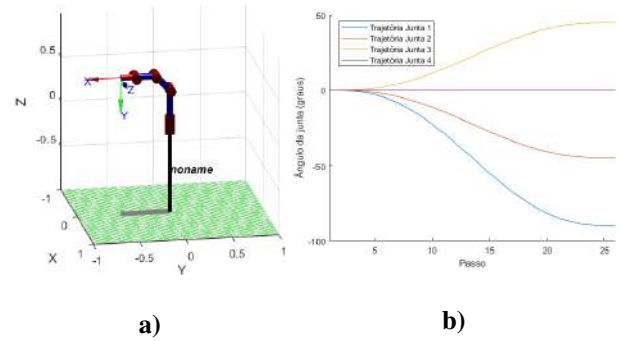 0.5
0
-0.5
-1
Z
X
Z
Y
noname
-1
0
1
X
-1
-0.5
0
0.5
1
Y
a)
50
0
-50
-100
Ângulo da junta (graus)
Trajetória Junta 1
Trajetória Junta 2
Trajetória Junta 3
Trajetória Junta 4
5
10
15
20
25
Passo
b)